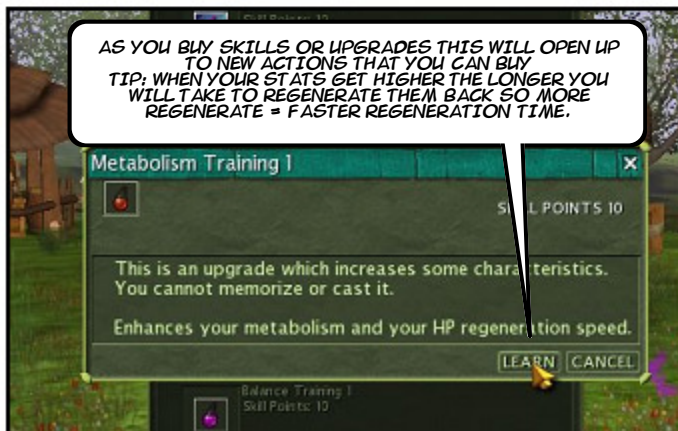 Skill Points: 10
AS YOU BUY SKILLS OR UPGRADES THIS WILL OPEN UP
TO NEW ACTIONS THAT YOU CAN BUY
TIP: WHEN YOUR STATS GET HIGHER THE LONGER YOU
WILL TAKE TO REGENERATE THEM BACK SO MORE
REGENERATE = FASTER REGENERATION TIME.
Metabolism Training 1
X
POINTS 10
This is an upgrade which increases some characteristics.
You cannot memorize or cast it.
Enhances your metabolism and your HP regeneration speed.
LEARN CANCEL
Balance Training 1
Skill Points: 10